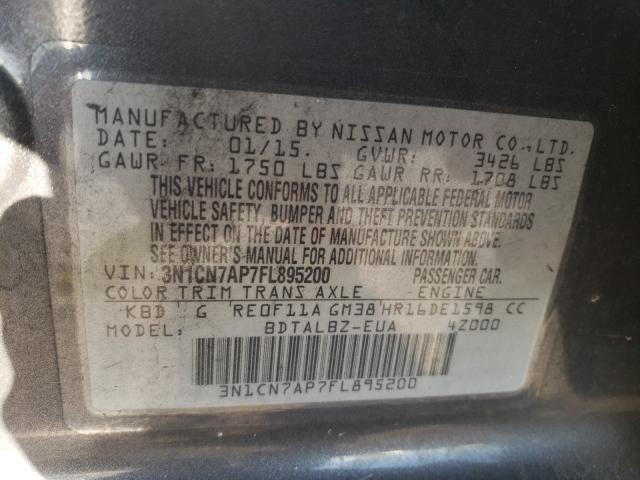 MANUFACTURED BY NISSAN MOTOR CO.,LTD.
DATE: 01/15. GVWR: 3426 LBS
GAWR FR: 1750 LBS GAWR RR: 1708 LBS
THIS VEHICLE CONFORMS TO ALL APPLICABLE FEDERAL MOTOR
VEHICLE SAFETY, BUMPER AND THEFT PREVENTION STANDARDS
IN EFFECT ON THE DATE OF MANUFACTURE SHOWN ABOVE.
SEE OWNER'S MANUAL FOR ADDITIONAL INFORMATION.
VIN: 3N1CN7AP7FL895200 PASSENGER CAR.
COLOR TRIM TRANS AXLE ENGINE
KBD G RE0F11A GM38 HR16DE1598 CC
MODEL: BDTALBZ-EUA 4Z000
3N1CN7AP7FL895200